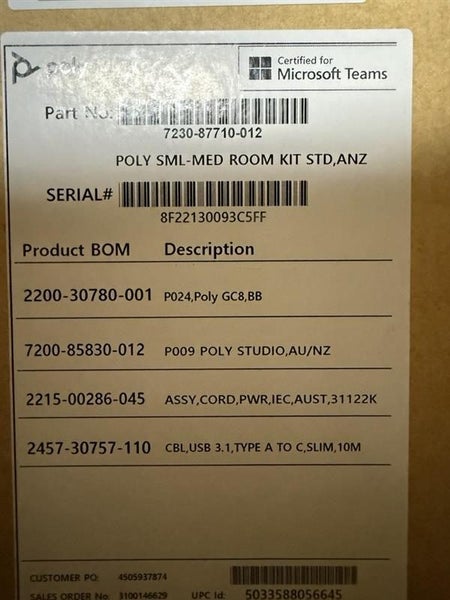 poly
Certified for
Microsoft Teams
Part No:
7230-87710-012
POLY SML-MED ROOM KIT STD,ANZ
SERIAL#
8F22130093C5FF
Product BOM Description
2200-30780-001 P024,Poly GC8,BB
7200-85830-012 P009 POLY STUDIO,AU/NZ
2215-00286-045 ASSY,CORD,PWR,IEC,AUST,31122K
2457-30757-110 CBL,USB 3.1,TYPE A TO C,SLIM,10M
CUSTOMER PO: 4505937874
SALES ORDER No: 3100146629 UPC Id: 5033588056645